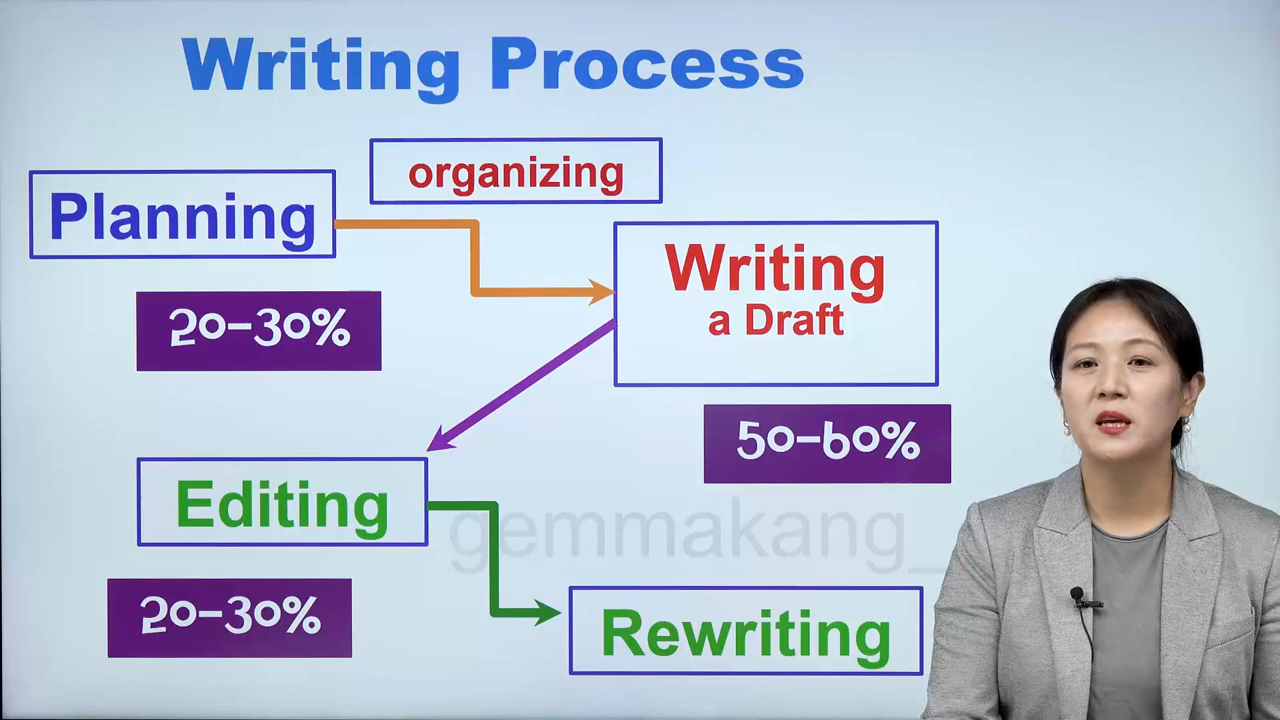 Writing Process
organizing
Planning
Writing
a Draft
20-30%
50-60%
Editing
gemmakang_
20-30%
Rewriting